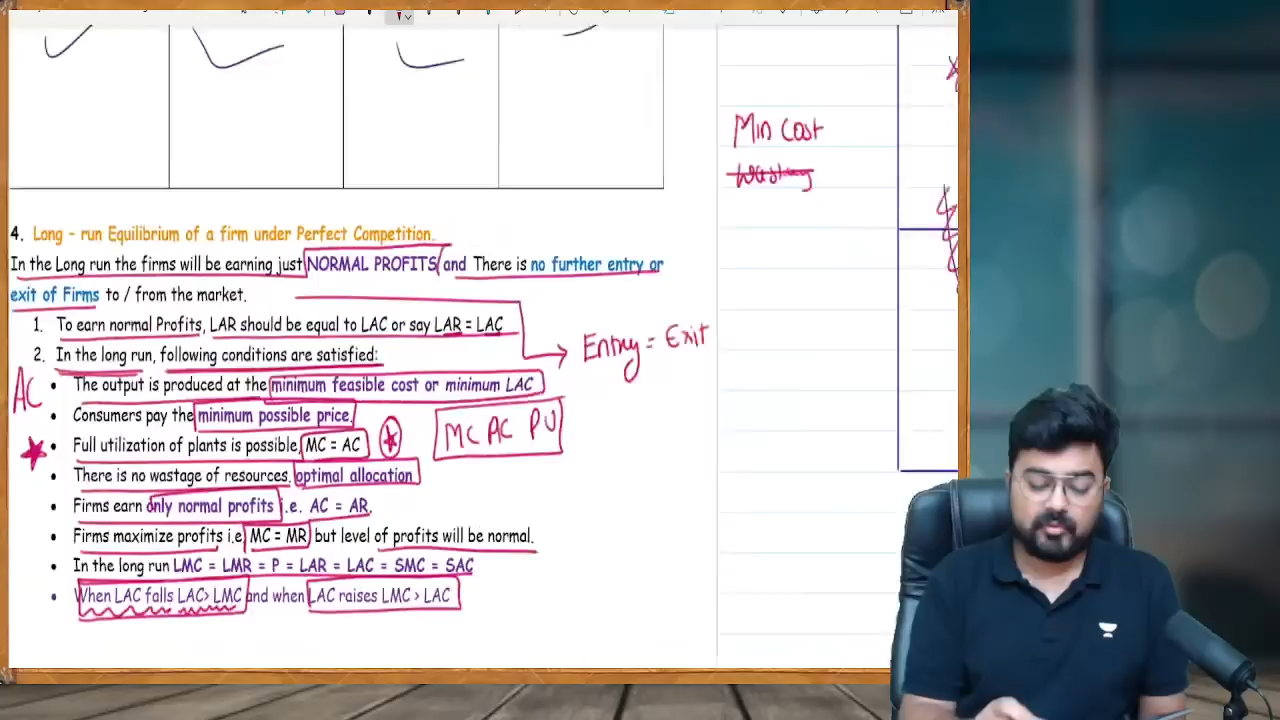 Min Cost
4. Long - run Equilibrium of a firm under Perfect Competition.
In the Long run the firms will be earning just NORMAL PROFITS and There is no further entry or
exit of Firms to / from the market.
1. To earn normal Profits, LAR should be equal to LAC or say LAR = LAC
Entry = Exit
2. In the long run, following conditions are satisfied:
AC
• The output is produced at the minimum feasible cost or minimum LAC
• Consumers pay the minimum possible price.
MC AC PU
• Full utilization of plants is possible, MC = AC
• There is no wastage of resources. optimal allocation
• Firms earn only normal profits i.e. AC = AR.
• Firms maximize profits i.e MC = MR but level of profits will be normal.
• In the long run LMC = LMR = P = LAR = LAC = SMC = SAC
• When LAC falls LAC> LMC and when LAC raises LMC > LAC